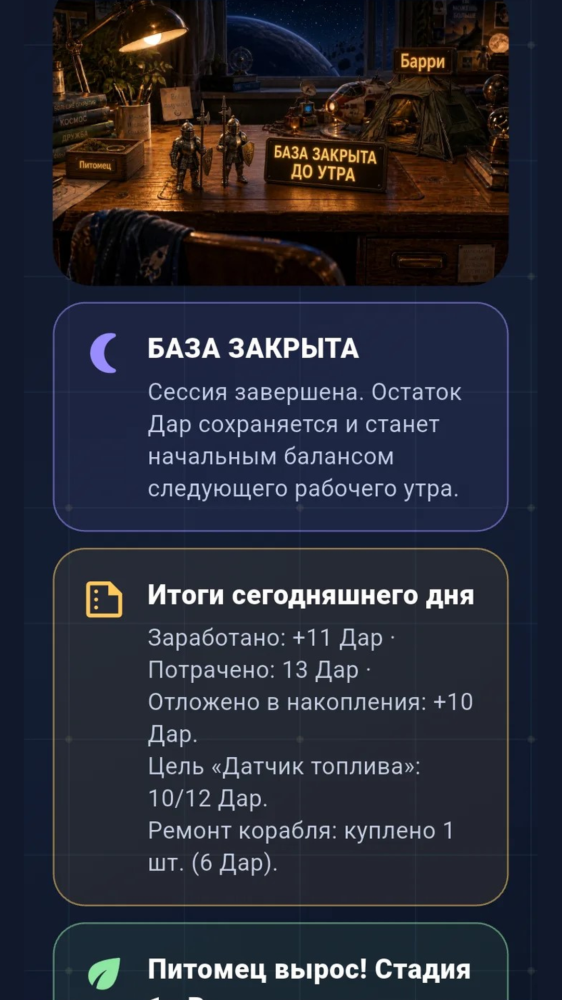 МОЖЕШЬ
БОЛЬШЕ
Барри
БОЛЬШИЕ ОТКРЫТИЯ
КОСМОС
ДРУЖБА
Питомец
БАЗА ЗАКРЫТА
ДО УТРА
БАЗА ЗАКРЫТА
Сессия завершена. Остаток
Дар сохраняется и станет
начальным балансом
следующего рабочего утра.
Итоги сегодняшнего дня
Заработано: +11 Дар ·
Потрачено: 13 Дар ·
Отложено в накопления: +10
Дар.
Цель «Датчик топлива»:
10/12 Дар.
Ремонт корабля: куплено 1
шт. (6 Дар).
Питомец вырос! Стадия